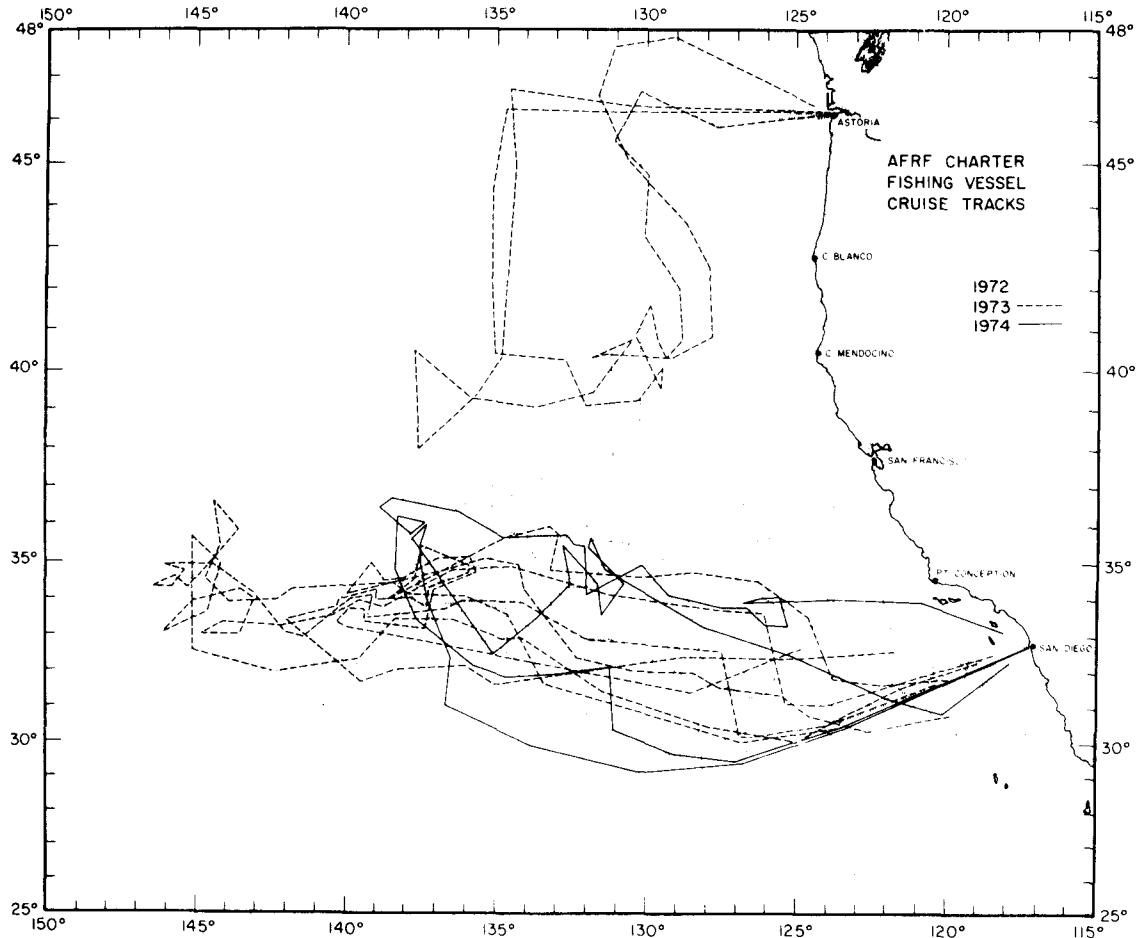 150° 145° 140° 135° 130° 125° 120° 115°
48° 48°
ASTORIA
45° 45°
AFRF CHARTER
FISHING VESSEL
CRUISE TRACKS
C BLANCO
1972
1973
1974
C. MENDOCINO
40° 40°
SAN
35° 35°
PT. CONCEPTION
SAN DIEGO
30° 30°
25° 25°
150° 145° 140° 135° 130° 125° 120° 115°